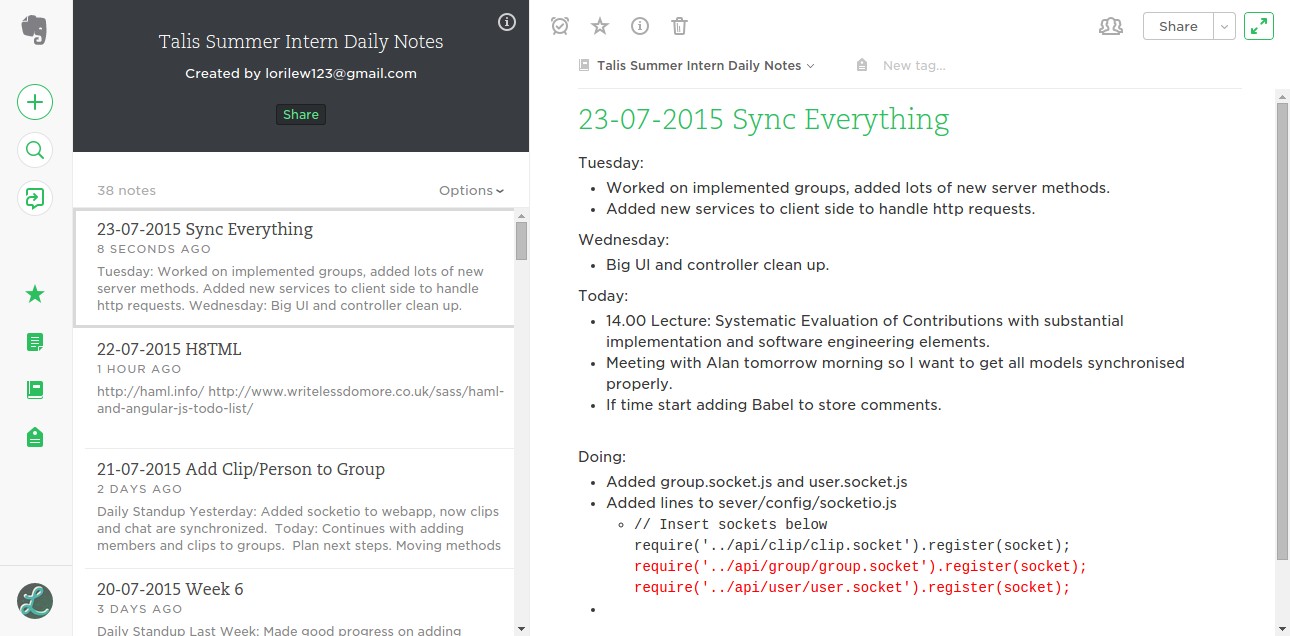 Talis Summer Intern Daily Notes
Created by lorilew123@gmail.com
Share
38 notes
Options
23-07-2015 Sync Everything
8 SECONDS AGO
Tuesday: Worked on implemented groups, added lots of new
server methods. Added new services to client side to handle
http requests. Wednesday: Big UI and controller clean up.
22-07-2015 H8TML
1 HOUR AGO
http://haml.info/ http://www.writelessdomore.co.uk/sass/haml-
and-angular-js-todo-list/
21-07-2015 Add Clip/Person to Group
2 DAYS AGO
Daily Standup Yesterday: Added socketio to webapp, now clips
and chat are synchronized.  Today: Continues with adding
members and clips to groups.  Plan next steps. Moving methods
20-07-2015 Week 6
3 DAYS AGO
Daily Standup Last Week: Made good progress on adding
Share
Talis Summer Intern Daily Notes
New tag...
23-07-2015 Sync Everything
Tuesday:
• Worked on implemented groups, added lots of new server methods.
• Added new services to client side to handle http requests.
Wednesday:
• Big UI and controller clean up.
Today:
• 14.00 Lecture: Systematic Evaluation of Contributions with substantial
implementation and software engineering elements.
• Meeting with Alan tomorrow morning so I want to get all models synchronised
properly.
• If time start adding Babel to store comments.
Doing:
• Added group.socket.js and user.socket.js
• Added lines to sever/config/socketio.js
◦ // Insert sockets below
require('../api/clip/clip.socket').register(socket);
require('../api/group/group.socket').register(socket);
require('../api/user/user.socket').register(socket);
•